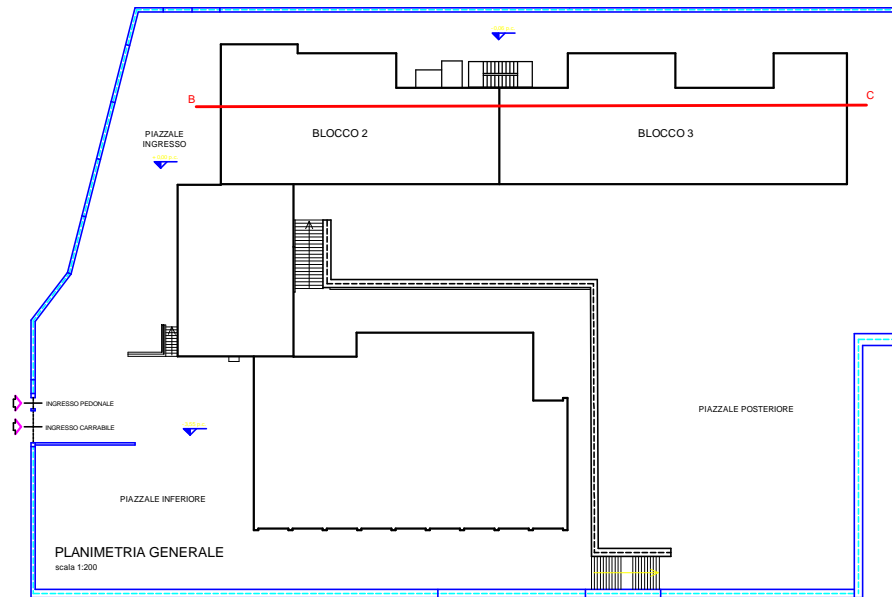 B
C
PIAZZALE
INGRESSO
BLOCCO 2
BLOCCO 3
INGRESSO PEDONALE
INGRESSO CARRABILE
PIAZZALE POSTERIORE
PIAZZALE INFERIORE
PLANIMETRIA GENERALE
scala 1:200